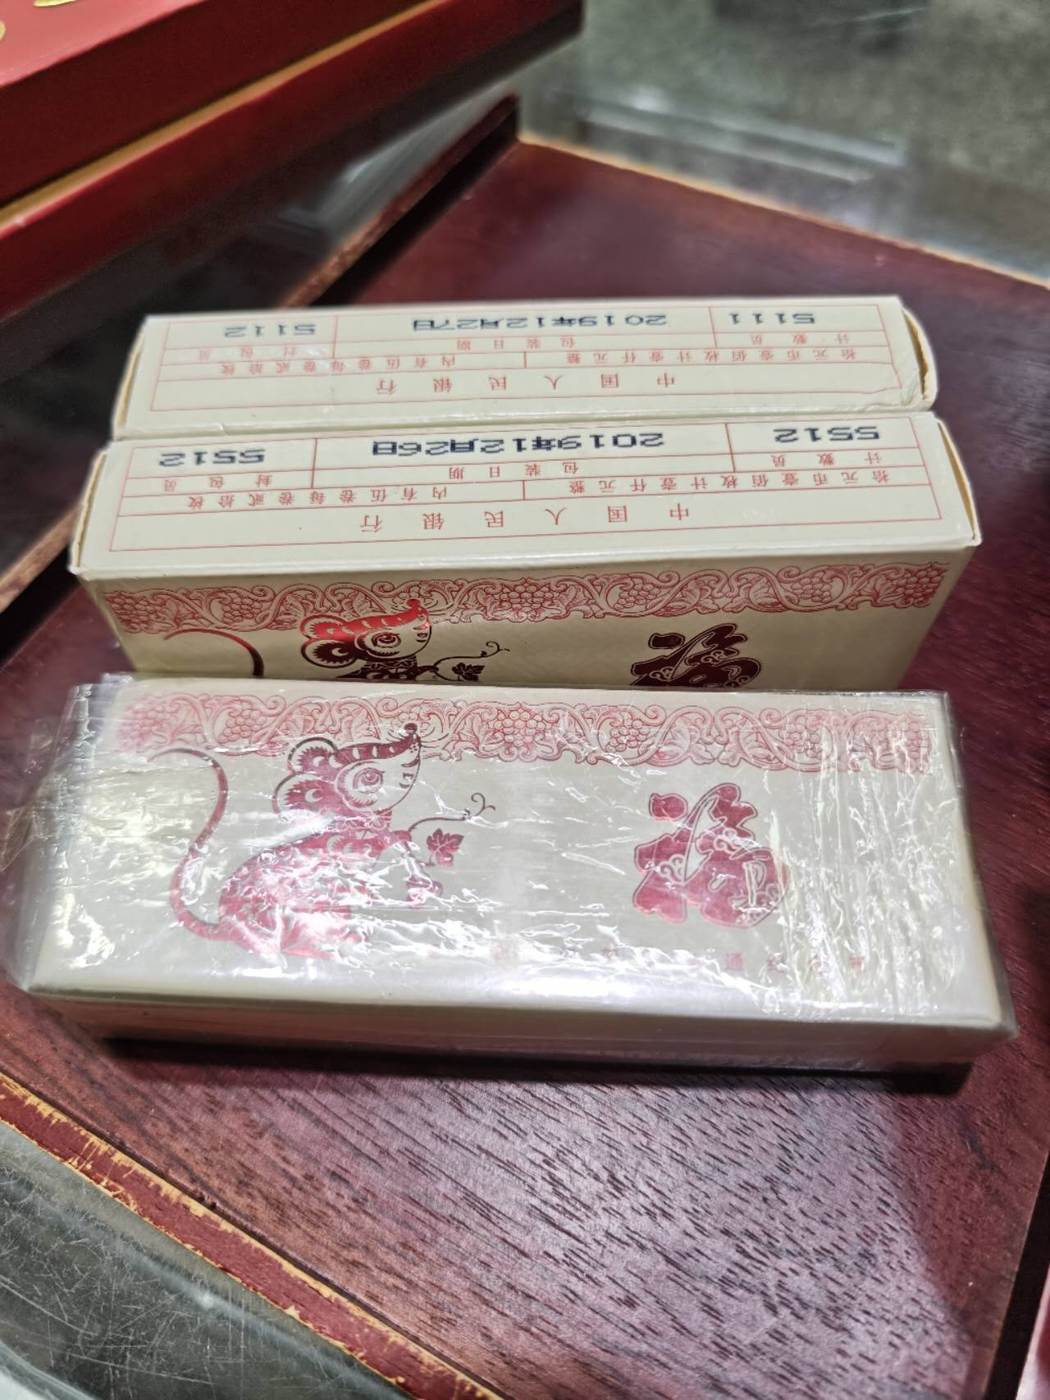 中国人民银行
拾元币壹佰枚计壹仟元整 内有伍卷每卷贰拾枚
计数员 包装日期 封包员
5111 2019年12月27日 5112
中国人民银行
拾元币壹佰枚计壹仟元整 内有伍卷每卷贰拾枚
计数员 包装日期 封包员
5512 2019年12月26日 5512
福
福